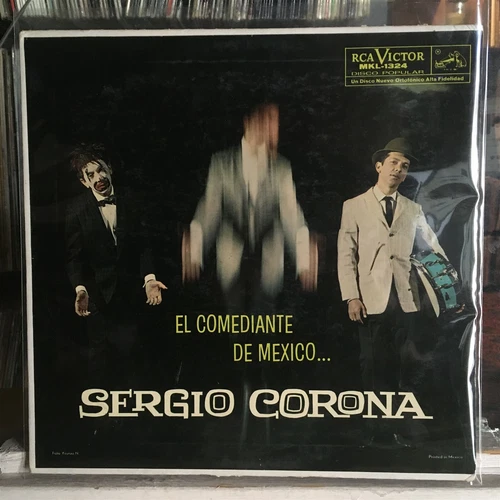 RCA VICTOR
MKL-1324
DISCO POPULAR
Un Disco Nuevo Ortofónico Alta Fidelidad
EL COMEDIANTE
DE MEXICO...
SERGIO CORONA
Printed in Mexico